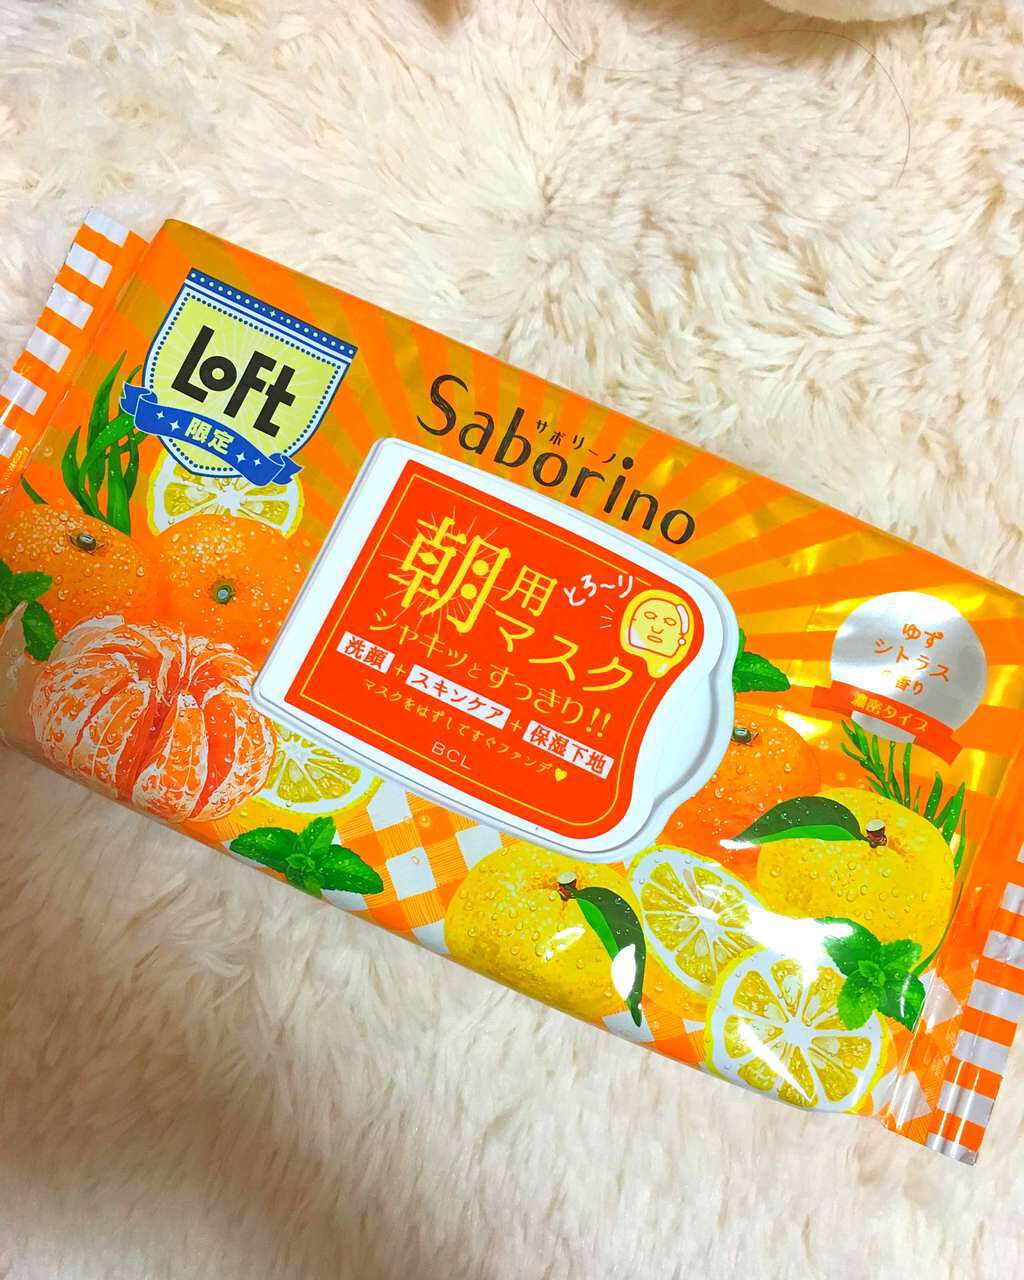 LOFt
限定
Saborino
サボリーノ
朝用マスク
とろ〜り
シャキッとすっきり!!
洗顔+スキンケア+保湿下地
マスクをはずしてすぐファンデ♥
BCL
ゆず
シトラス
の香り
濃密タイプ